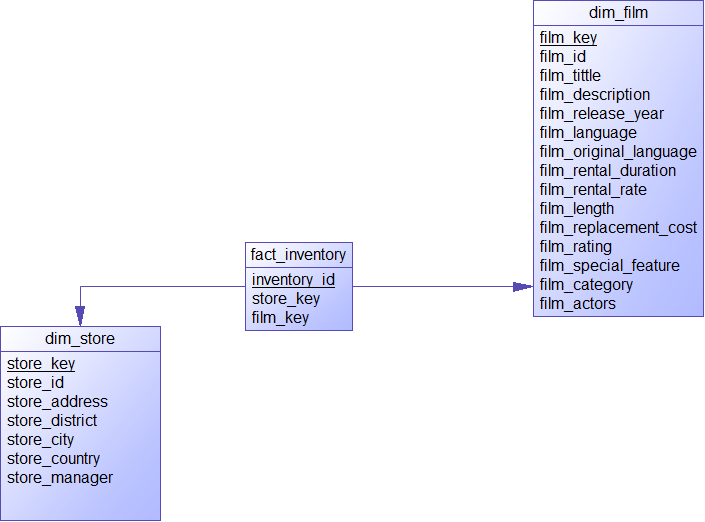 dim_film
film_key
film_id
film_tittle
film_description
film_release_year
film_language
film_original_language
film_rental_duration
film_rental_rate
film_length
film_replacement_cost
film_rating
film_special_feature
film_category
film_actors
fact_inventory
inventory_id
store_key
film_key
dim_store
store_key
store_id
store_address
store_district
store_city
store_country
store_manager